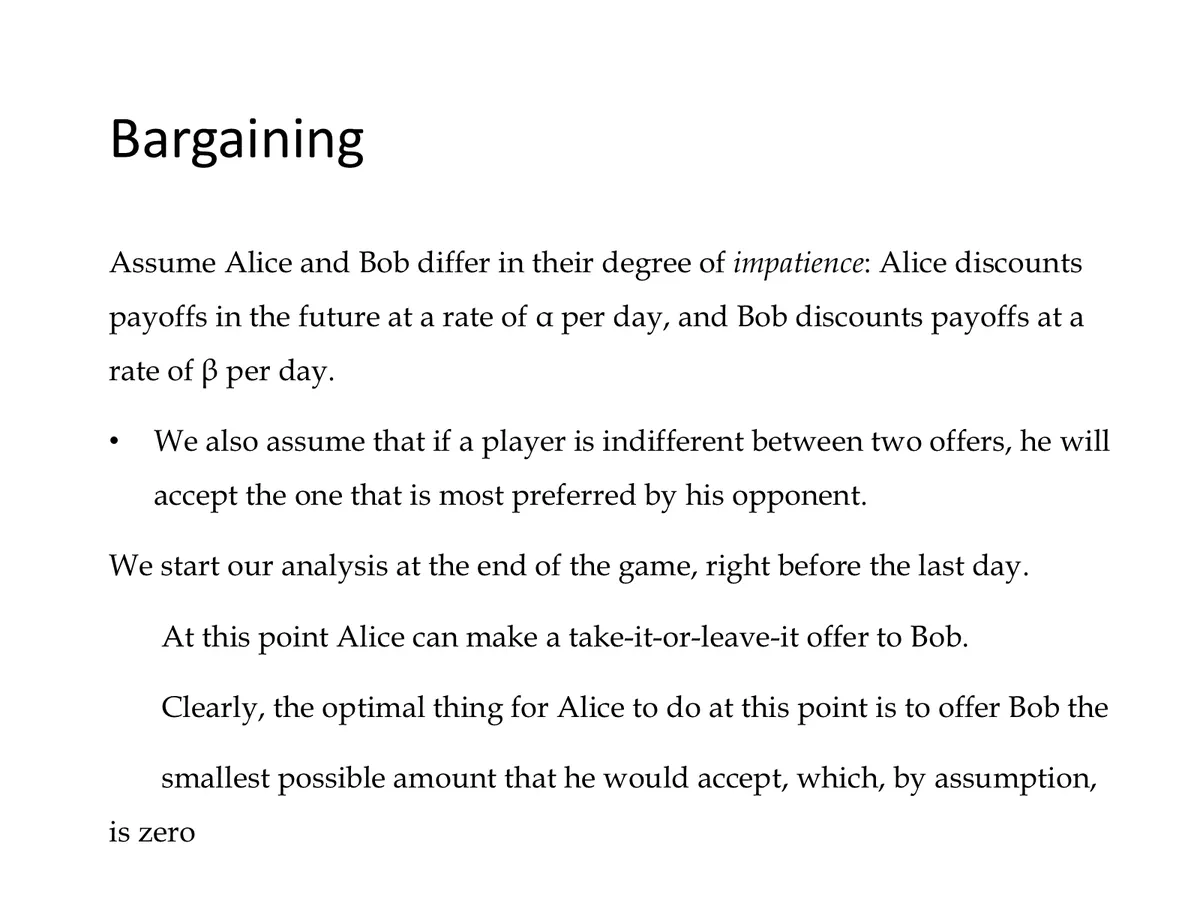 Bargaining
Assume Alice and Bob differ in their degree of impatience: Alice discounts
payoffs in the future at a rate of α per day, and Bob discounts payoffs at a
rate of β per day.
• We also assume that if a player is indifferent between two offers, he will
accept the one that is most preferred by his opponent.
We start our analysis at the end of the game, right before the last day.
At this point Alice can make a take-it-or-leave-it offer to Bob.
Clearly, the optimal thing for Alice to do at this point is to offer Bob the
smallest possible amount that he would accept, which, by assumption,
is zero